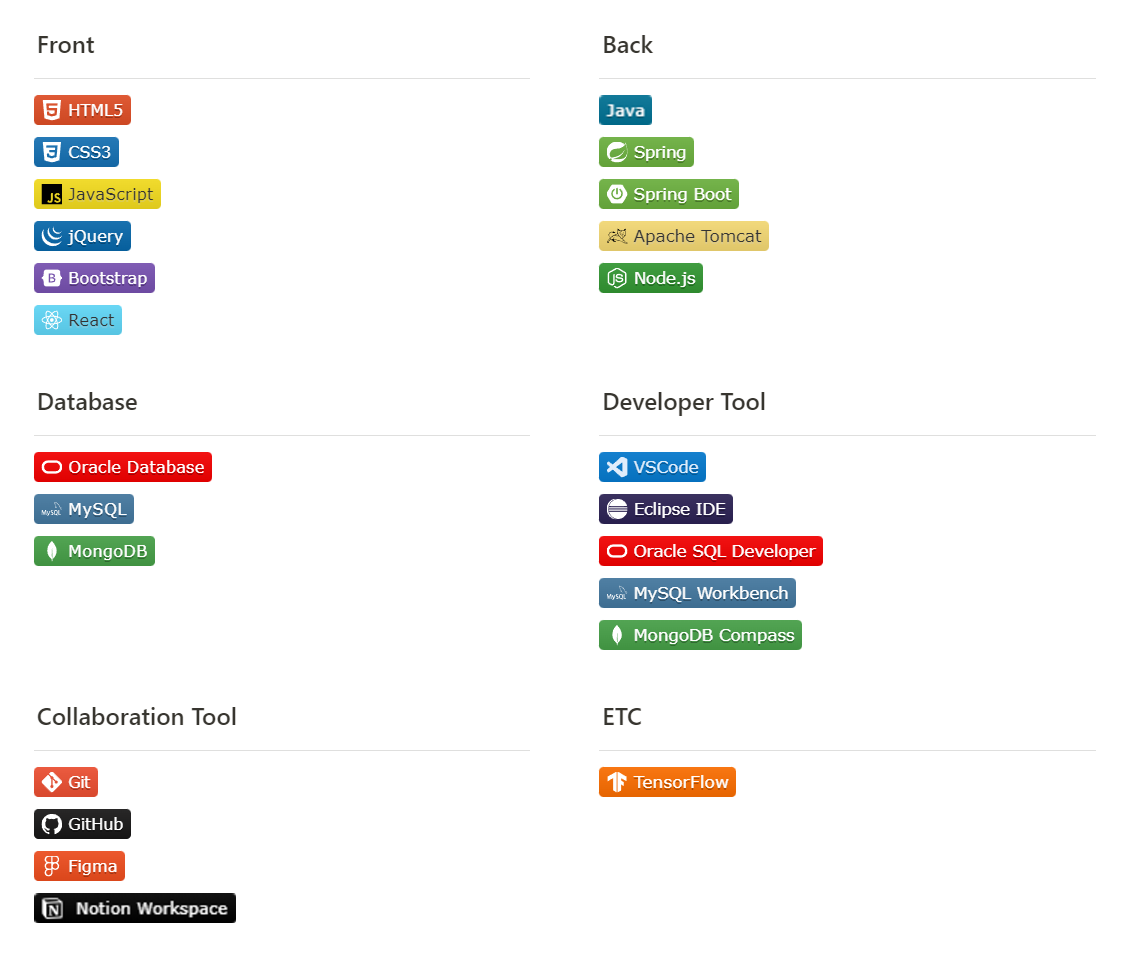 Front
HTML5
CSS3
JS JavaScript
jQuery
B Bootstrap
React
Back
Java
Spring
Spring Boot
Apache Tomcat
JS Node.js
Database
Oracle Database
MySQL MySQL
MongoDB
Developer Tool
VSCode
Eclipse IDE
Oracle SQL Developer
MySQL MySQL Workbench
MongoDB Compass
Collaboration Tool
Git
GitHub
Figma
N Notion Workspace
ETC
TensorFlow